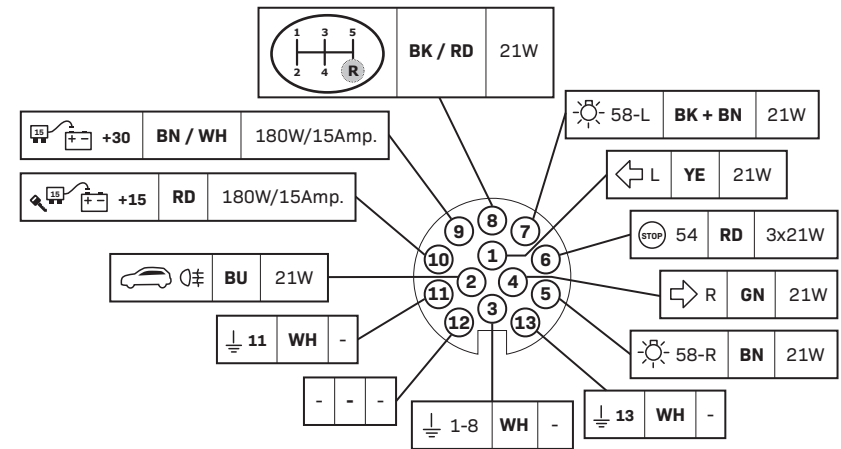 1 3 5
2 4 R
BK / RD 21W
15 + − +30 BN / WH 180W/15Amp.
15 + − +15 RD 180W/15Amp.
BU 21W
11 WH -
- - -
1-8 WH -
13 WH -
58-R BN 21W
R GN 21W
STOP 54 RD 3x21W
L YE 21W
58-L BK + BN 21W
9 8 7
10 1 6
2 4
11 3 5
12 13